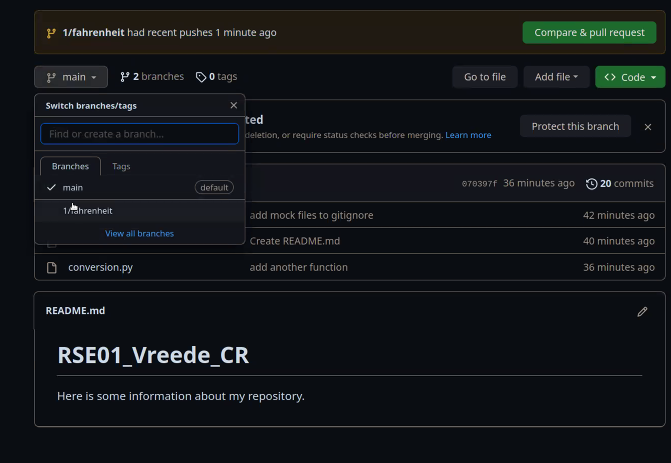 1/fahrenheit had recent pushes 1 minute ago
Compare & pull request
main
2 branches
0 tags
Go to file
Add file
Code
Switch branches/tags
Find or create a branch...
Branches
Tags
main
default
1/fahrenheit
View all branches
ted
deletion, or require status checks before merging. Learn more
Protect this branch
070397f 36 minutes ago
20 commits
add mock files to gitignore
42 minutes ago
Create README.md
40 minutes ago
conversion.py
add another function
36 minutes ago
README.md
RSE01_Vreede_CR
Here is some information about my repository.